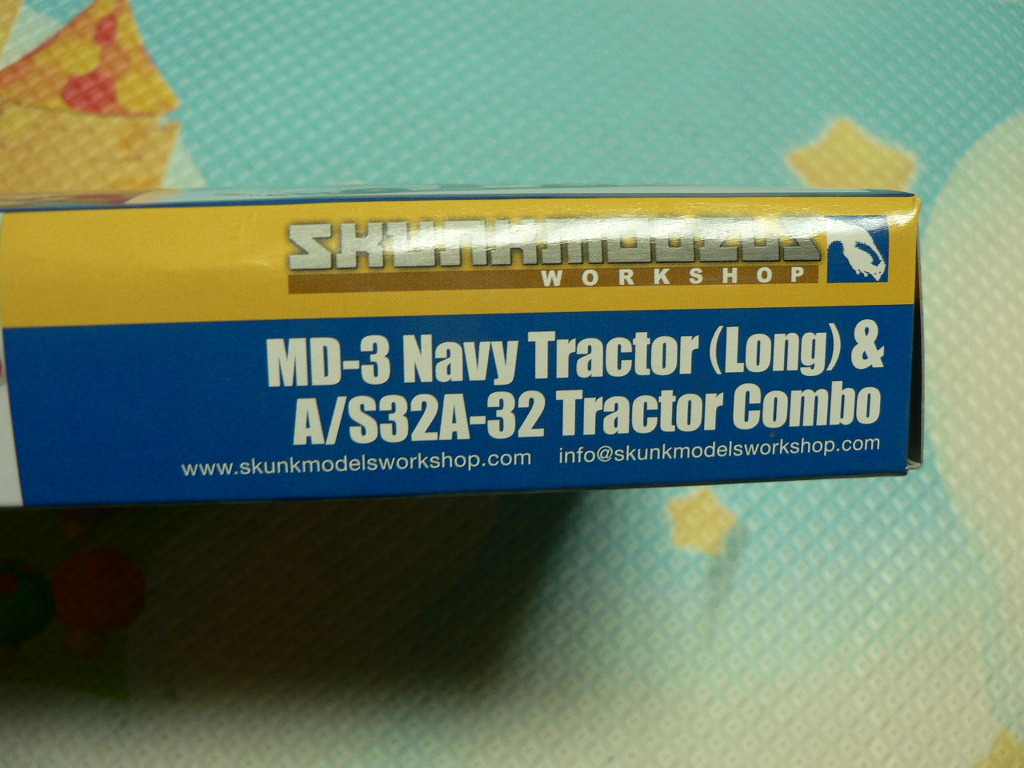 SKUNKMODELS
WORKSHOP
MD-3 Navy Tractor (Long) &
A/S32A-32 Tractor Combo
www.skunkmodelsworkshop.com info@skunkmodelsworkshop.com